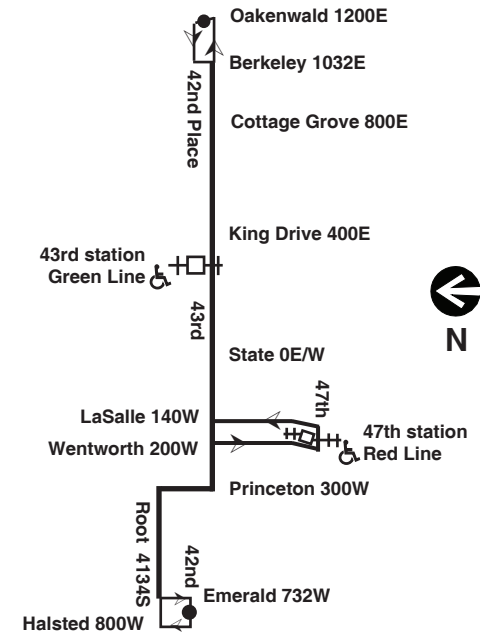 Oakenwald 1200E
Berkeley 1032E
42nd Place
Cottage Grove 800E
King Drive 400E
43rd station
Green Line
43rd
N
State 0E/W
47th
LaSalle 140W
Wentworth 200W
47th station
Red Line
Princeton 300W
Root 4134S
42nd
Emerald 732W
Halsted 800W